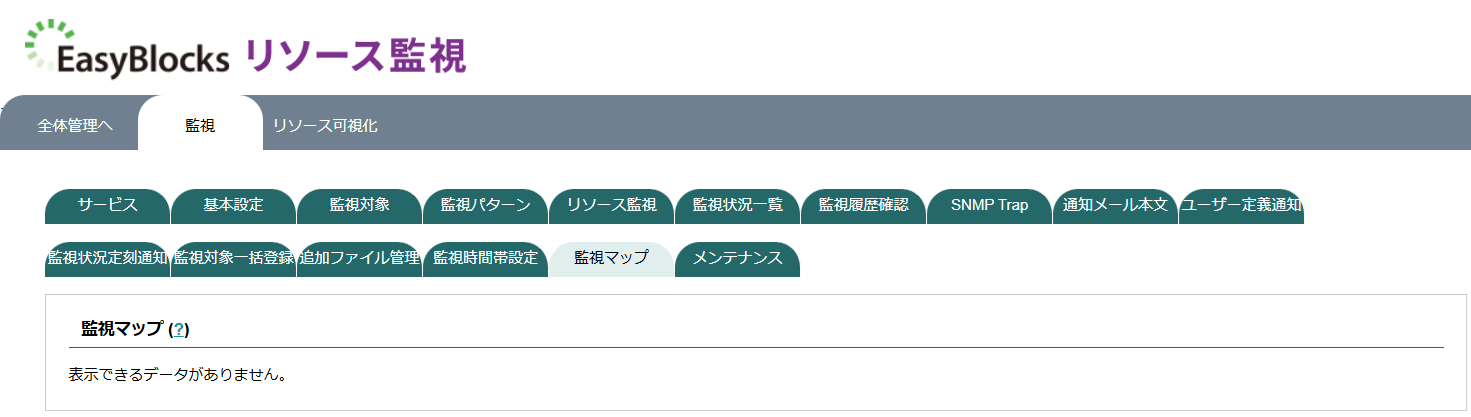 EasyBlocks リソース監視
全体管理へ 監視 リソース可視化
サービス 基本設定 監視対象 監視パターン リソース監視 監視状況一覧 監視履歴確認 SNMP Trap 通知メール本文 ユーザー定義通知
監視状況定刻通知 監視対象一括登録 追加ファイル管理 監視時間帯設定 監視マップ メンテナンス
監視マップ (?)
表示できるデータがありません。